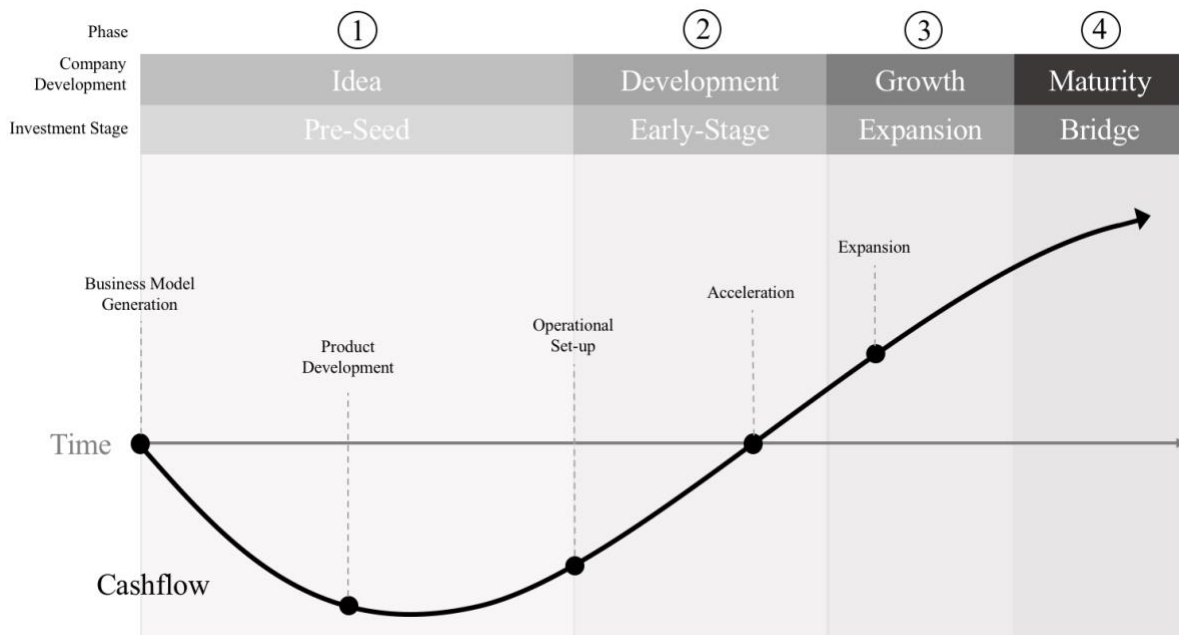 Phase
①
②
③
④
Company
Development
Idea
Development
Growth
Maturity
Investment Stage
Pre-Seed
Early-Stage
Expansion
Bridge
Business Model
Generation
Product
Development
Operational
Set-up
Acceleration
Expansion
Time
Cashflow